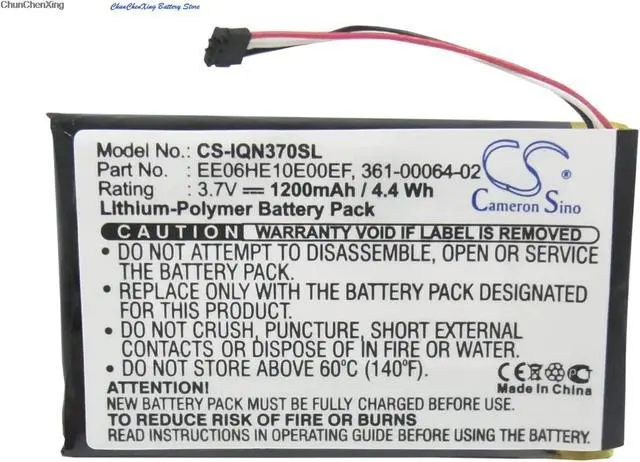 ChunChenXing
ChunChenXing Battery Store
Model No.: CS-IQN370SL
Part No. : EE06HE10E00EF, 361-00064-02
Rating : 3.7V 1200mAh / 4.4 Wh
Lithium-Polymer Battery Pack
CS
Cameron Sino
CAUTION WARRANTY VOID IF LABEL IS REMOVED
• DO NOT ATTEMPT TO DISASSEMBLE, OPEN OR SERVICE
THE BATTERY PACK.
• REPLACE ONLY WITH THE BATTERY PACK DESIGNATED
FOR THIS PRODUCT.
• DO NOT CRUSH, PUNCTURE, SHORT EXTERNAL
CONTACTS OR DISPOSE OF IN FIRE OR WATER.
• DO NOT STORE ABOVE 60°C (140°F).
CE
Made In China
ATTENTION!
NEW BATTERY PACK MUST BE FULLY CHARGED BEFORE USE.
TO REDUCE RISK OF FIRE OR BURNS
READ INSTRUCTIONS BEFORE USING THE BATTERY.